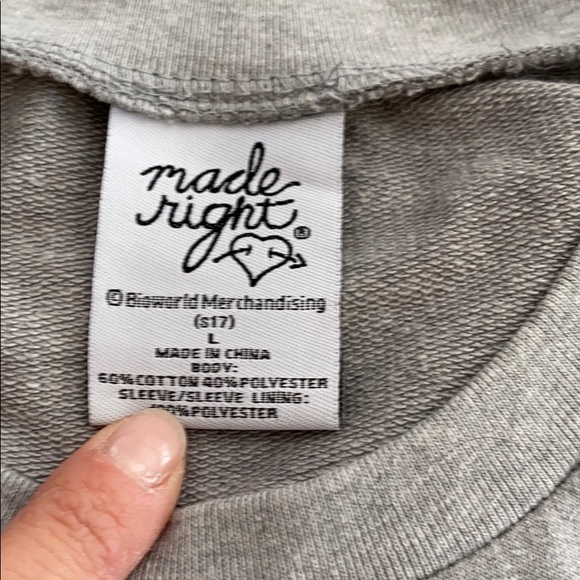 made
right®
© Bioworld Merchandising
(s17)
L
MADE IN CHINA
BODY:
60% COTTON 40% POLYESTER
SLEEVE/SLEEVE LINING:
100% POLYESTER